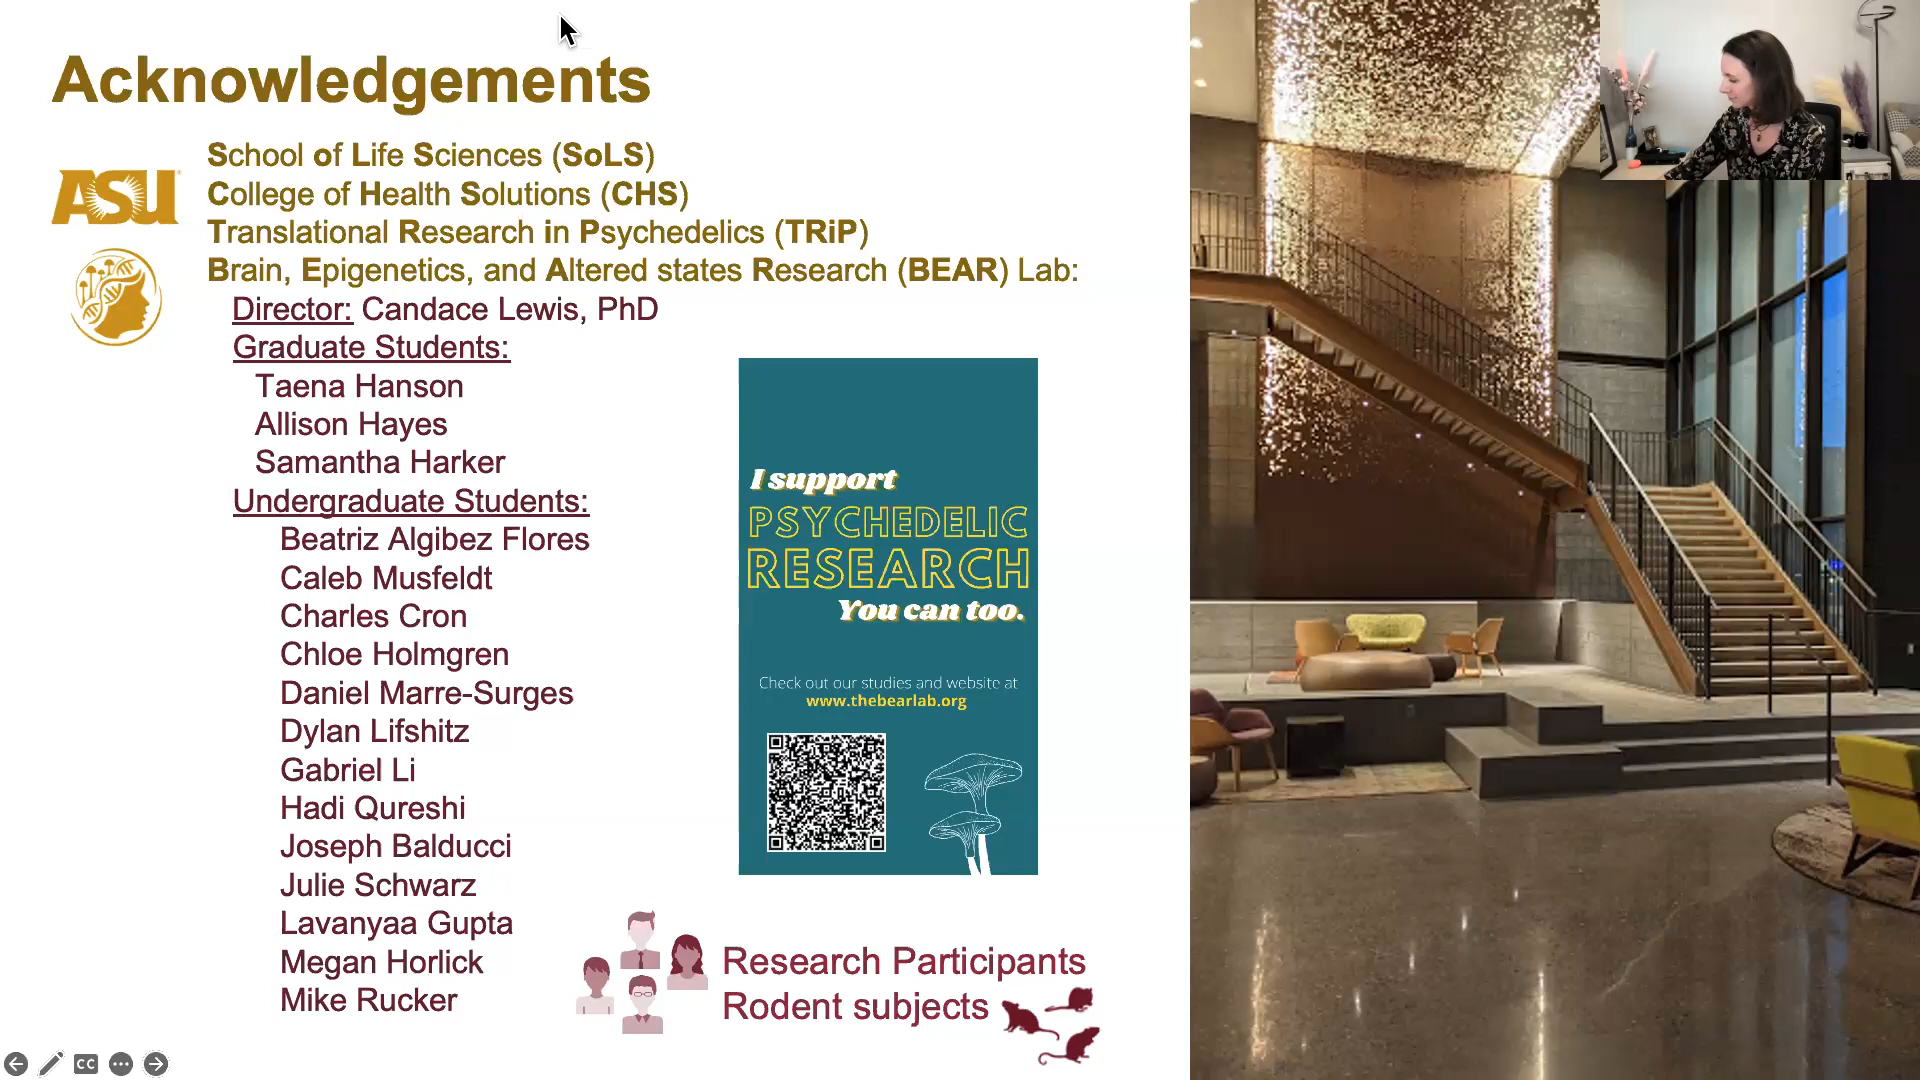 Acknowledgements
ASU
School of Life Sciences (SoLS)
College of Health Solutions (CHS)
Translational Research in Psychedelics (TRiP)
Brain, Epigenetics, and Altered states Research (BEAR) Lab:
Director: Candace Lewis, PhD
Graduate Students:
Taena Hanson
Allison Hayes
Samantha Harker
Undergraduate Students:
Beatriz Algibez Flores
Caleb Musfeldt
Charles Cron
Chloe Holmgren
Daniel Marre-Surges
Dylan Lifshitz
Gabriel Li
Hadi Qureshi
Joseph Balducci
Julie Schwarz
Lavanyaa Gupta
Megan Horlick
Mike Rucker
I support
PSYCHEDELIC
RESEARCH
You can too.
Check out our studies and website at
www.thebearlab.org
Research Participants
Rodent subjects
CC